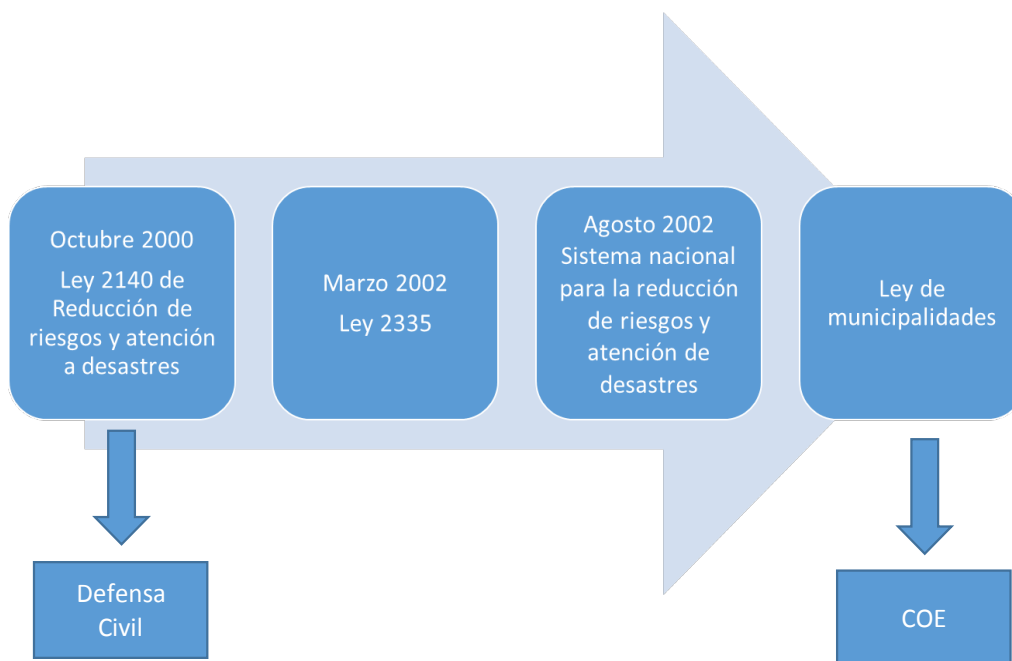 Octubre 2000
Ley 2140 de
Reducción de
riesgos y atención
a desastres
Marzo 2002
Ley 2335
Agosto 2002
Sistema nacional
para la reducción
de riesgos y
atención de
desastres
Ley de
municipalidades
Defensa
Civil
COE